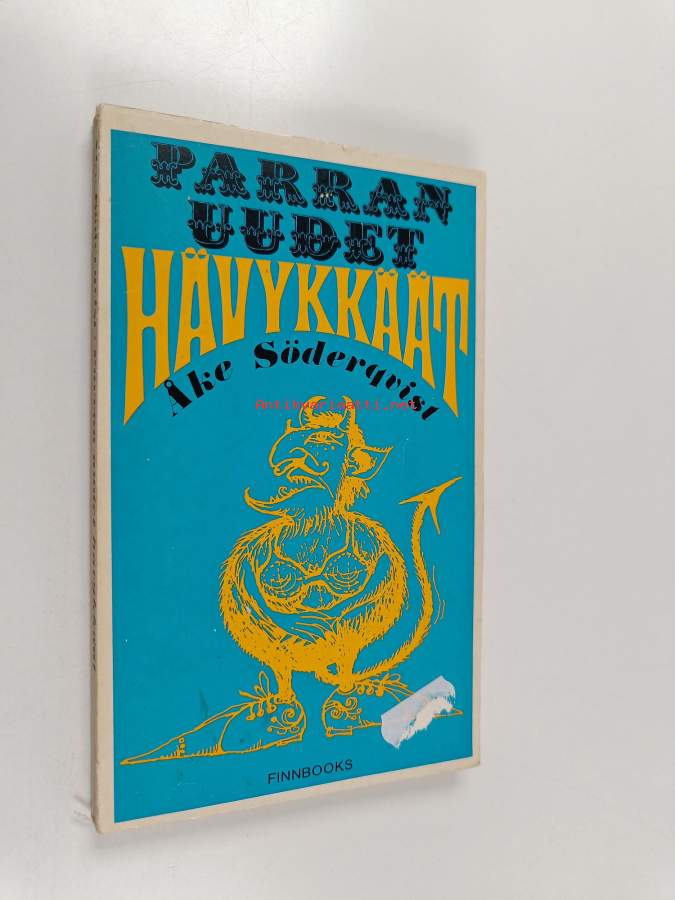 PARRAN
UUDET
HÄVYKKÄÄT
Åke Söderqvist
Antikvariaatti.net
FINNBOOKS